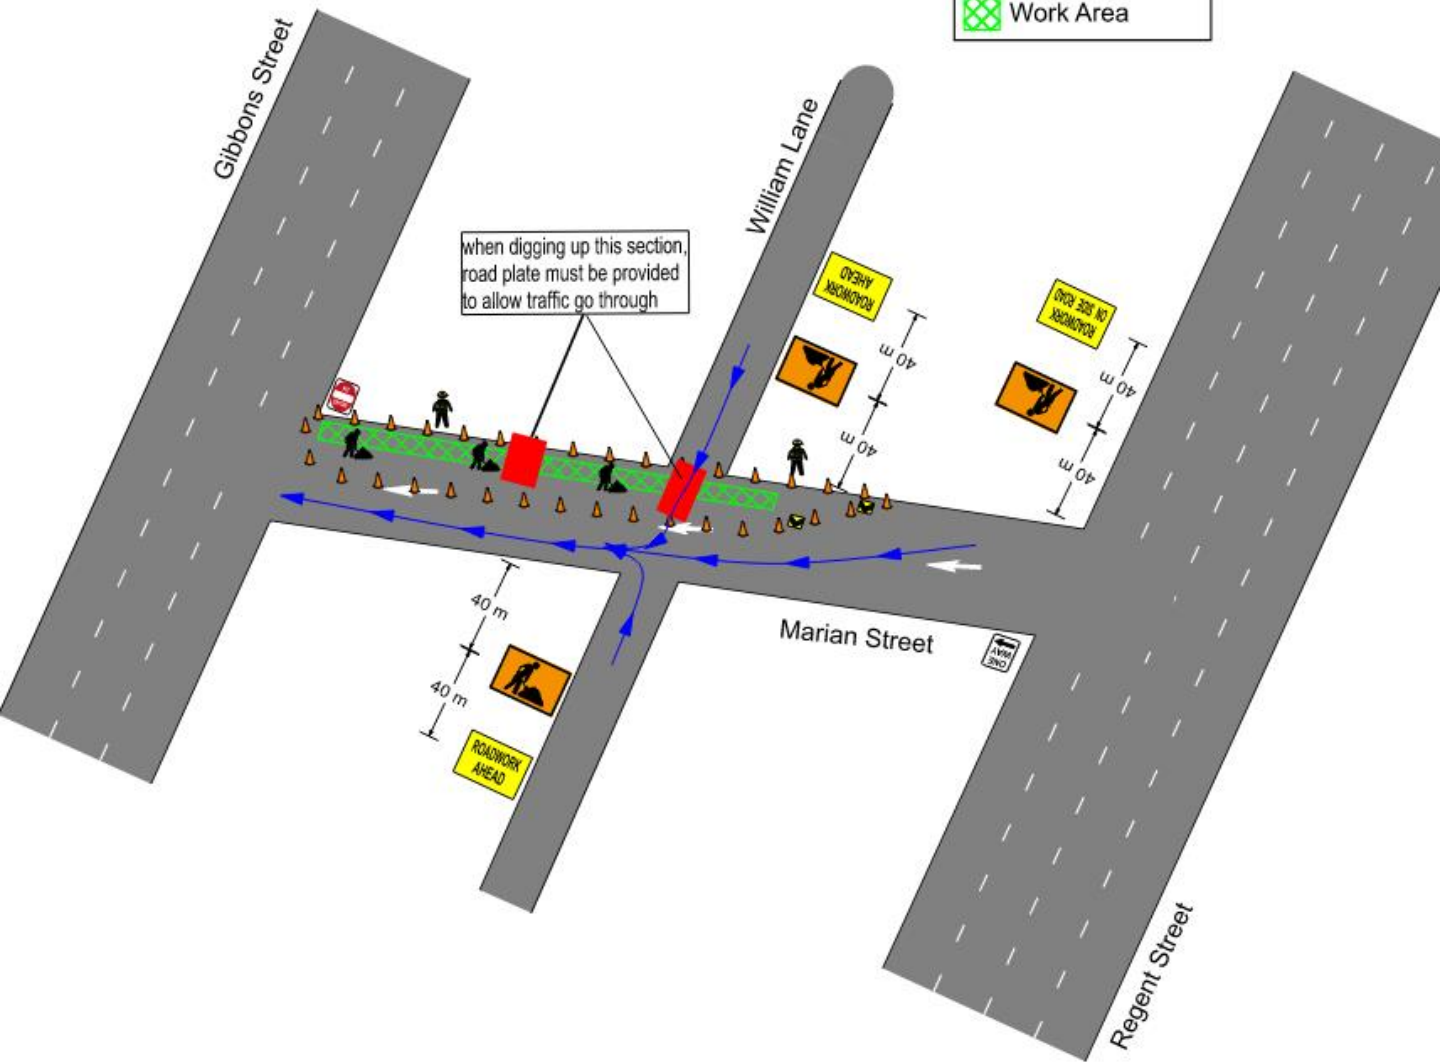 Work Area
Gibbons Street
William Lane
when digging up this section,
road plate must be provided
to allow traffic go through
ROADWORK
AHEAD
ROADWORK
ON SIDE ROAD
40 m
40 m
40 m
40 m
Marian Street
ONE
WAY
40 m
40 m
ROADWORK
AHEAD
Regent Street